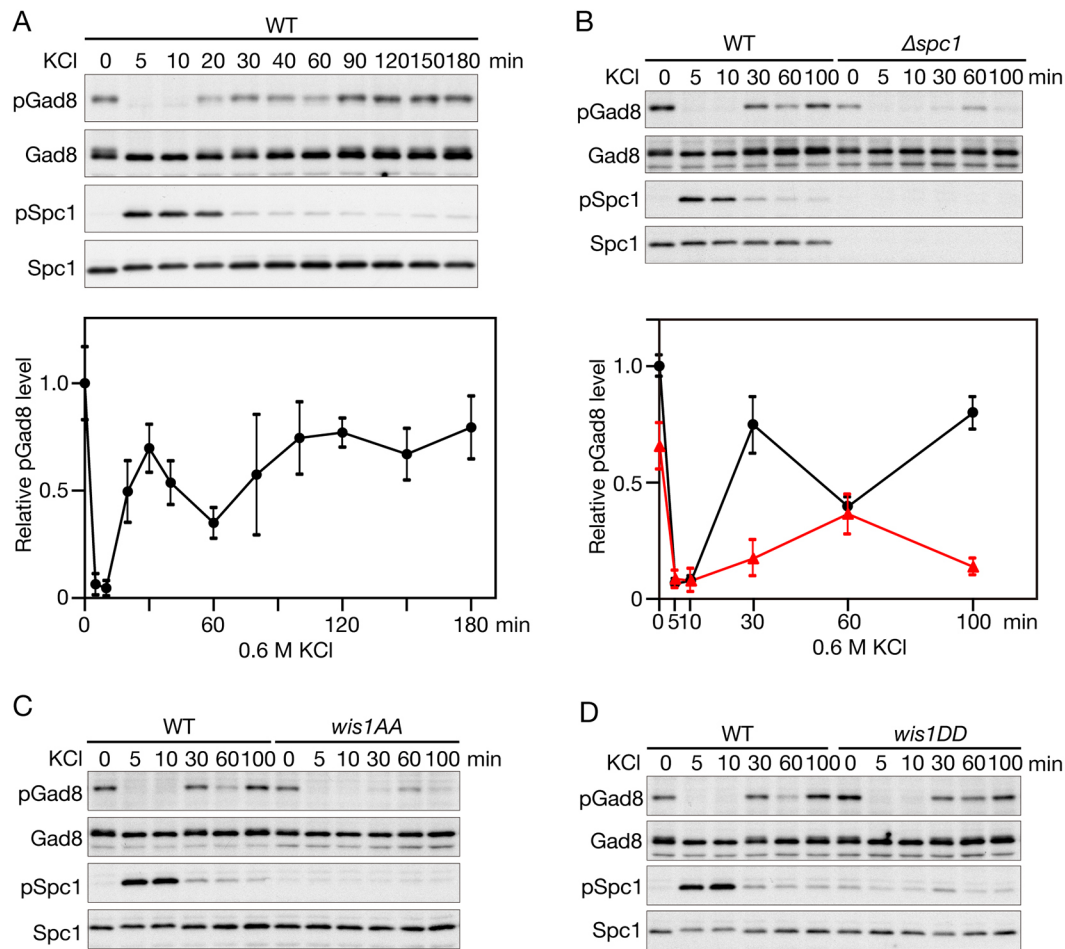 A
WT
KCl 0 5 10 20 30 40 60 90 120 150 180 min
pGad8
Gad8
pSpc1
Spc1
Relative pGad8 level
1.0
0.5
0
0 60 120 180 min
0.6 M KCl
B
WT Δspc1
KCl 0 5 10 30 60 100 0 5 10 30 60 100 min
pGad8
Gad8
pSpc1
Spc1
Relative pGad8 level
1.0
0.5
0
0 5 10 30 60 100 min
0.6 M KCl
C
WT wis1AA
KCl 0 5 10 30 60 100 0 5 10 30 60 100 min
pGad8
Gad8
pSpc1
Spc1
D
WT wis1DD
KCl 0 5 10 30 60 100 0 5 10 30 60 100 min
pGad8
Gad8
pSpc1
Spc1